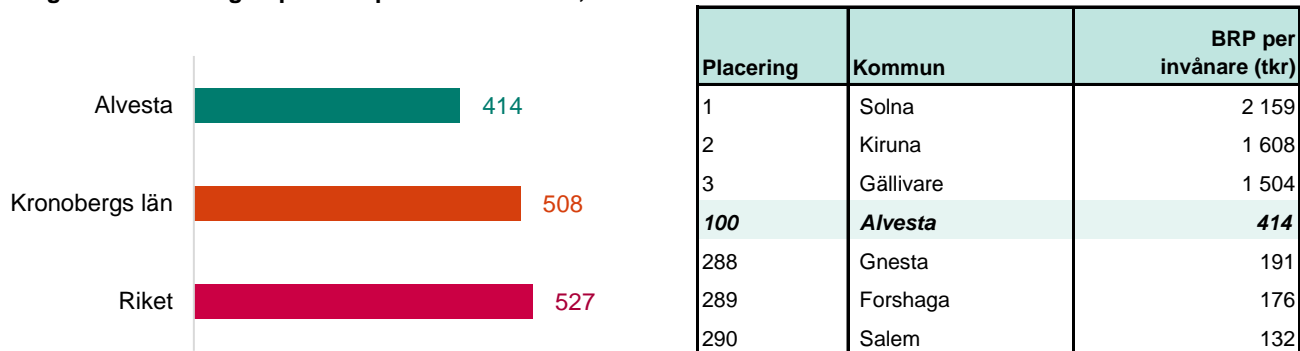 Alvesta 414
Kronobergs län 508
Riket 527
Placering Kommun BRP per invånare (tkr)
1 Solna 2 159
2 Kiruna 1 608
3 Gällivare 1 504
100 Alvesta 414
288 Gnesta 191
289 Forshaga 176
290 Salem 132